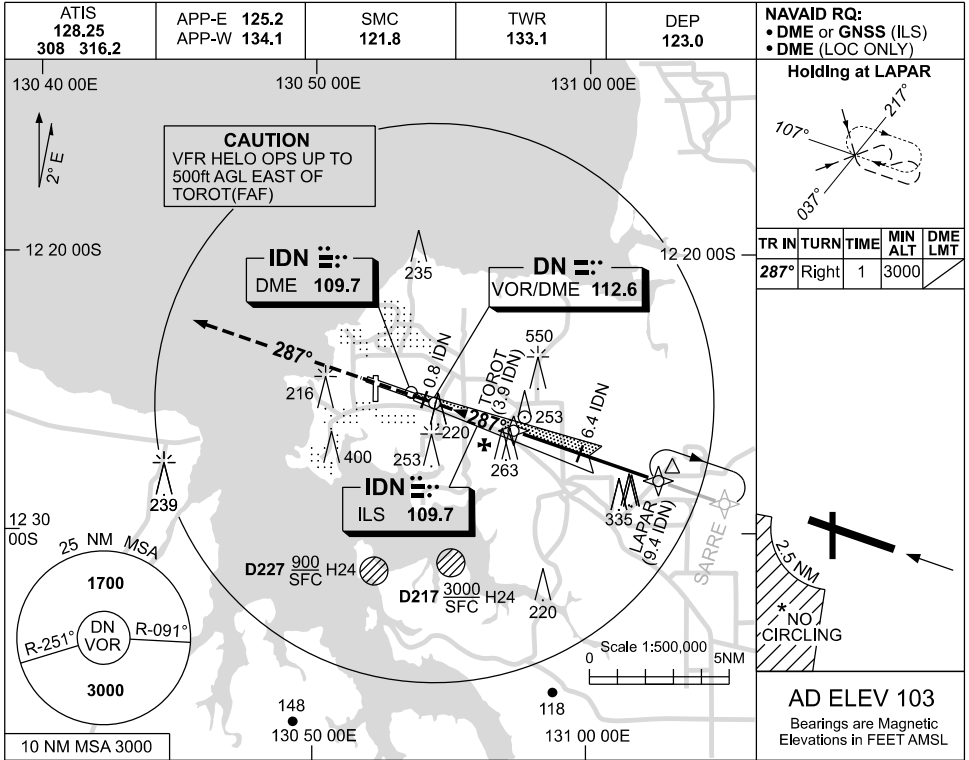 ATIS
128.25
308 316.2
APP-E 125.2
APP-W 134.1
SMC
121.8
TWR
133.1
DEP
123.0
NAVAID RQ:
• DME or GNSS (ILS)
• DME (LOC ONLY)
130 40 00E
130 50 00E
131 00 00E
2° E
CAUTION
VFR HELO OPS UP TO
500ft AGL EAST OF
TOROT(FAF)
Holding at LAPAR
107°
217°
037°
TR IN TURN TIME MIN ALT DME LMT
287° Right 1 3000
12 20 00S
12 20 00S
235
IDN
DME 109.7
DN
VOR/DME 112.6
287°
0.8 IDN
TOROT
(3.9 IDN)
550
216
287°
253
6.4 IDN
220
400
253
263
239
IDN
ILS 109.7
335
LAPAR
(9.4 IDN)
SARRE
12 30
00S
25 NM MSA
1700
DN
VOR
R-251°
R-091°
3000
D227 900 SFC H24
D217 3000 SFC H24
220
Scale 1:500,000
0
5NM
148
118
130 50 00E
131 00 00E
10 NM MSA 3000
2.5 NM
*NO
CIRCLING
AD ELEV 103
Bearings are Magnetic
Elevations in FEET AMSL